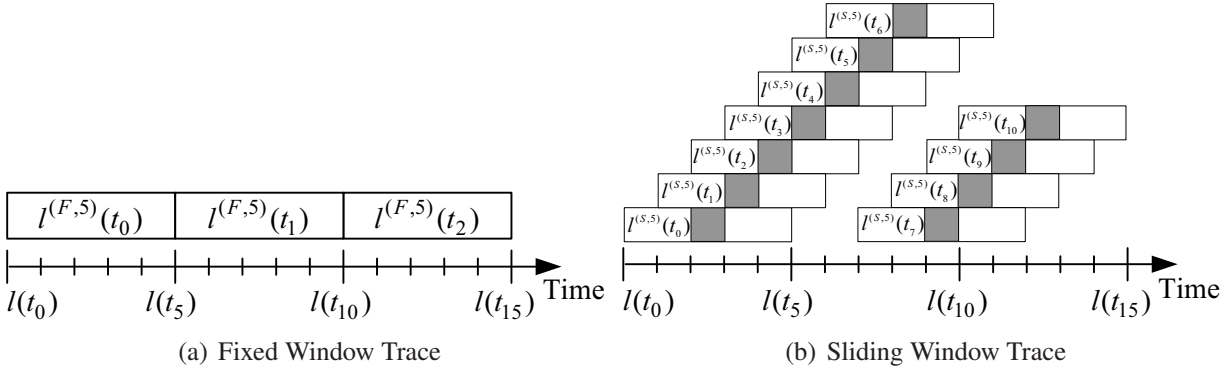 l^(F,5)(t_0) l^(F,5)(t_1) l^(F,5)(t_2)
Time
l(t_0) l(t_5) l(t_10) l(t_15)
(a) Fixed Window Trace
l^(S,5)(t_6)
l^(S,5)(t_5)
l^(S,5)(t_4)
l^(S,5)(t_3) l^(S,5)(t_10)
l^(S,5)(t_2) l^(S,5)(t_9)
l^(S,5)(t_1) l^(S,5)(t_8)
l^(S,5)(t_0) l^(S,5)(t_7)
Time
l(t_0) l(t_5) l(t_10) l(t_15)
(b) Sliding Window Trace